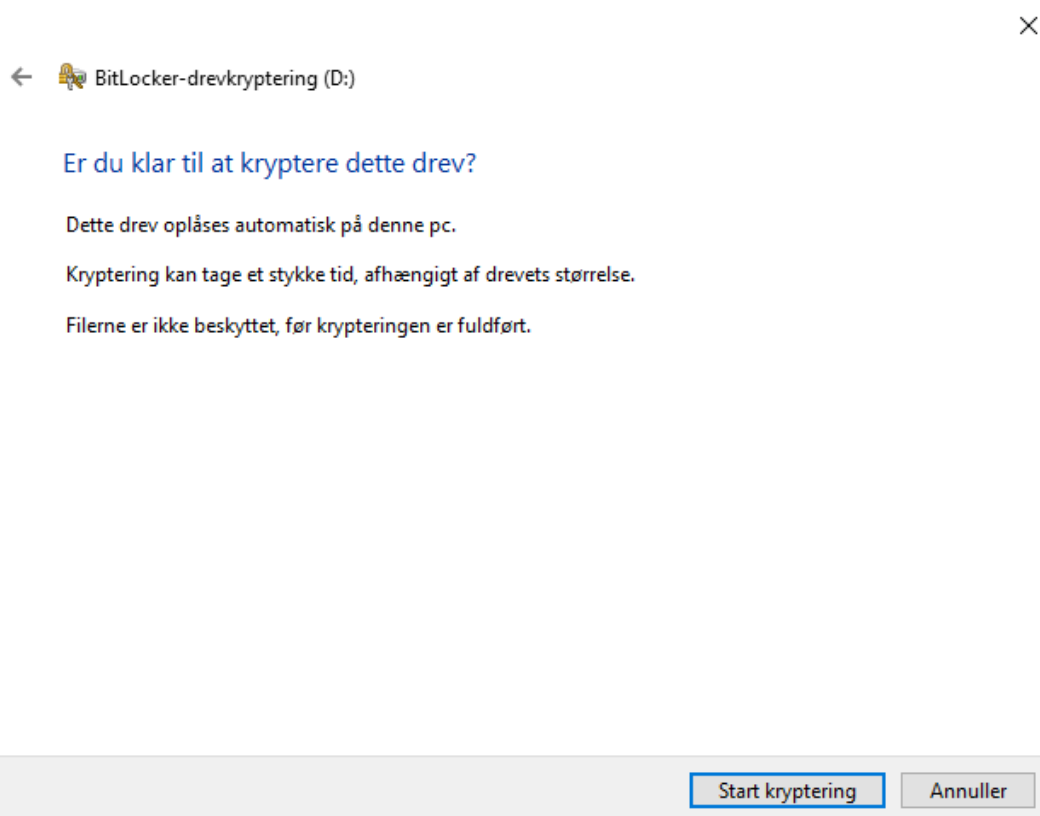 BitLocker-drevkryptering (D:)
Er du klar til at kryptere dette drev?
Dette drev oplåses automatisk på denne pc.
Kryptering kan tage et stykke tid, afhængigt af drevets størrelse.
Filerne er ikke beskyttet, før krypteringen er fuldført.
Start kryptering
Annuller